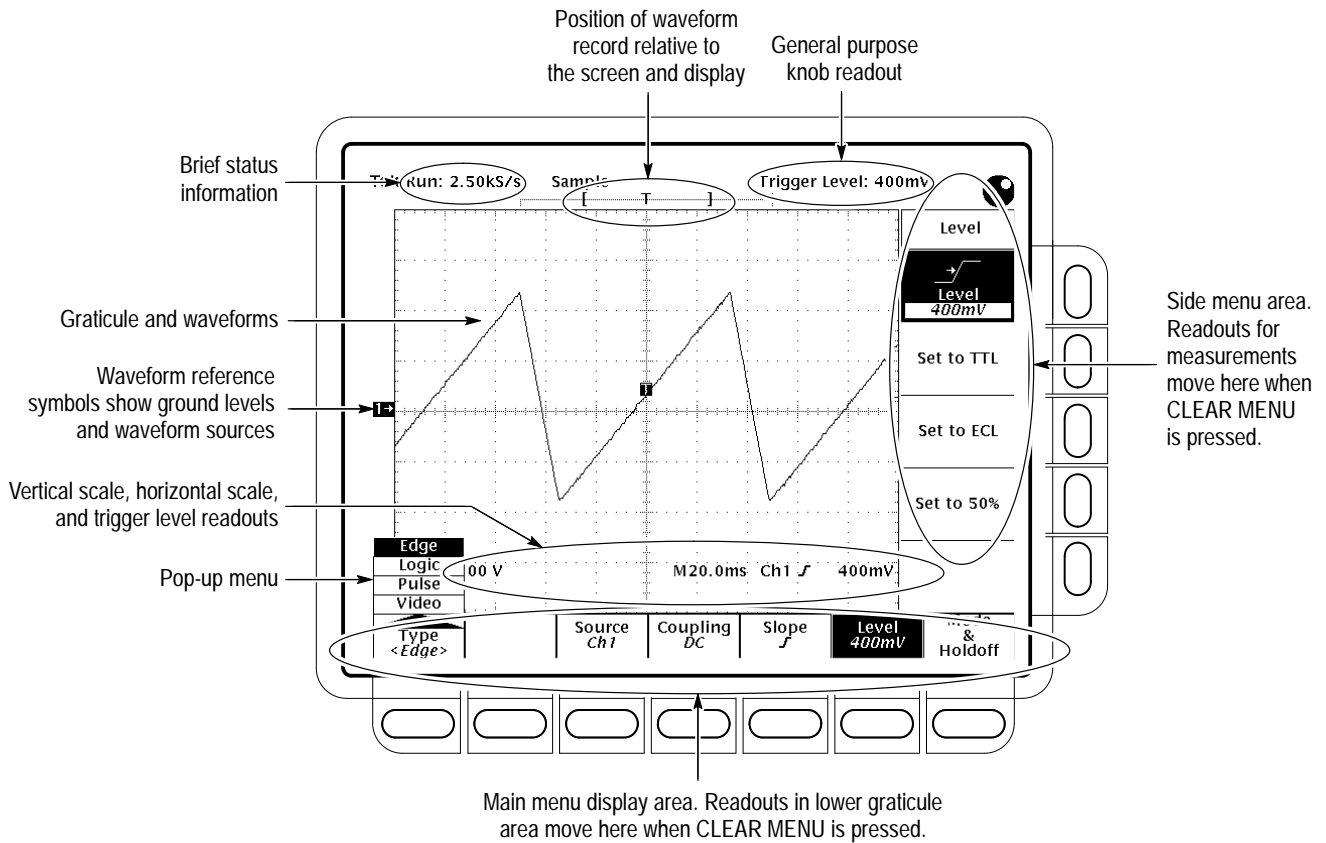 Position of waveform
record relative to
the screen and display
General purpose
knob readout
Brief status
information
Run: 2.50kS/s
Sample
Trigger Level: 400mV
[ T ]
Level
Level
400mV
Set to TTL
Set to ECL
Set to 50%
Side menu area.
Readouts for
measurements
move here when
CLEAR MENU
is pressed.
Graticule and waveforms
Waveform reference
symbols show ground levels
and waveform sources
1→
T
Vertical scale, horizontal scale,
and trigger level readouts
Pop-up menu
Edge
Logic
Pulse
Video
00 V
M20.0ms Ch1 400mV
Type
<Edge>
Source
Ch1
Coupling
DC
Slope
Level
400mV
&
Holdoff
Main menu display area. Readouts in lower graticule
area move here when CLEAR MENU is pressed.